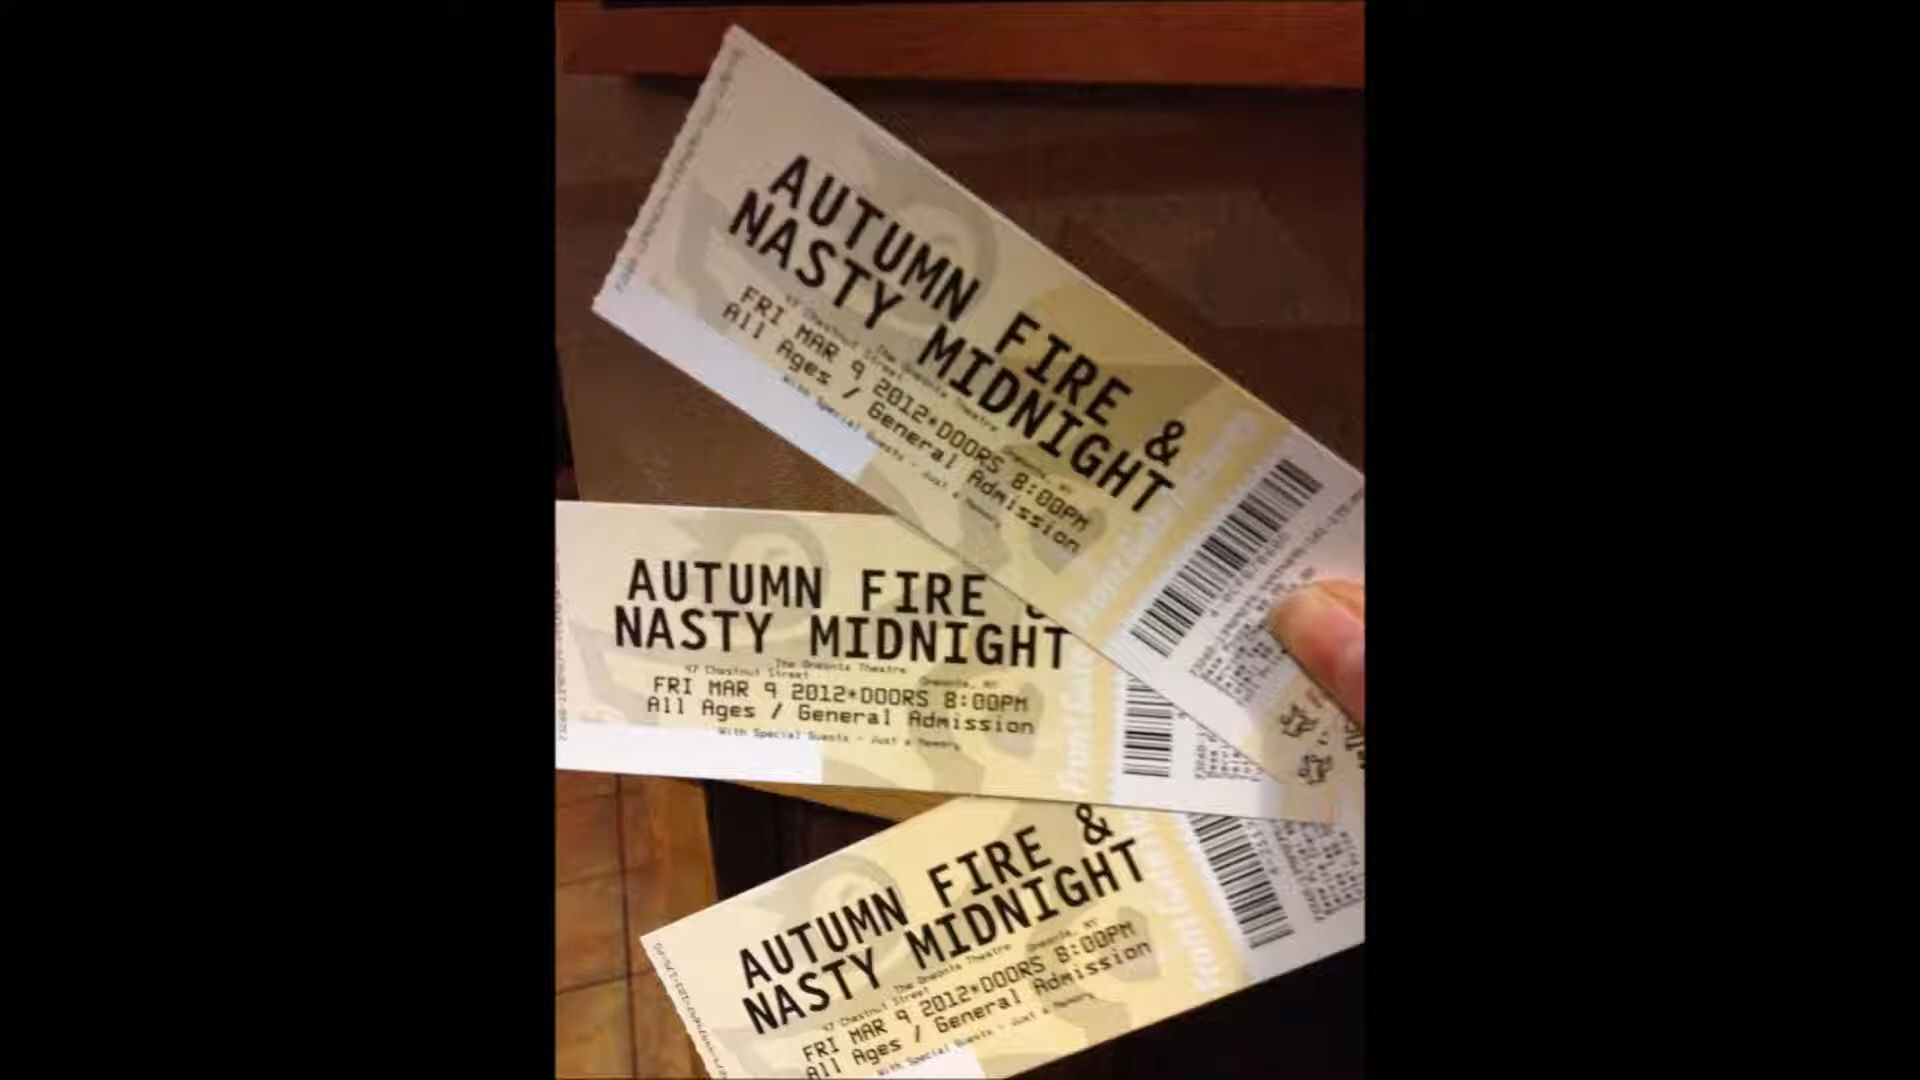 AUTUMN FIRE &
NASTY MIDNIGHT
The Oneonta Theatre
47 Chestnut Street Oneonta, NY
FRI MAR 9 2012*DOORS 8:00PM
All Ages / General Admission
With Special Guests - Just a Memory
AUTUMN FIRE &
NASTY MIDNIGHT
The Oneonta Theatre
47 Chestnut Street Oneonta, NY
FRI MAR 9 2012*DOORS 8:00PM
All Ages / General Admission
With Special Guests - Just a Memory
frontGate
AUTUMN FIRE &
NASTY MIDNIGHT
The Oneonta Theatre
47 Chestnut Street Oneonta, NY
FRI MAR 9 2012*DOORS 8:00PM
All Ages / General Admission
With Special Guests - Just a Memory